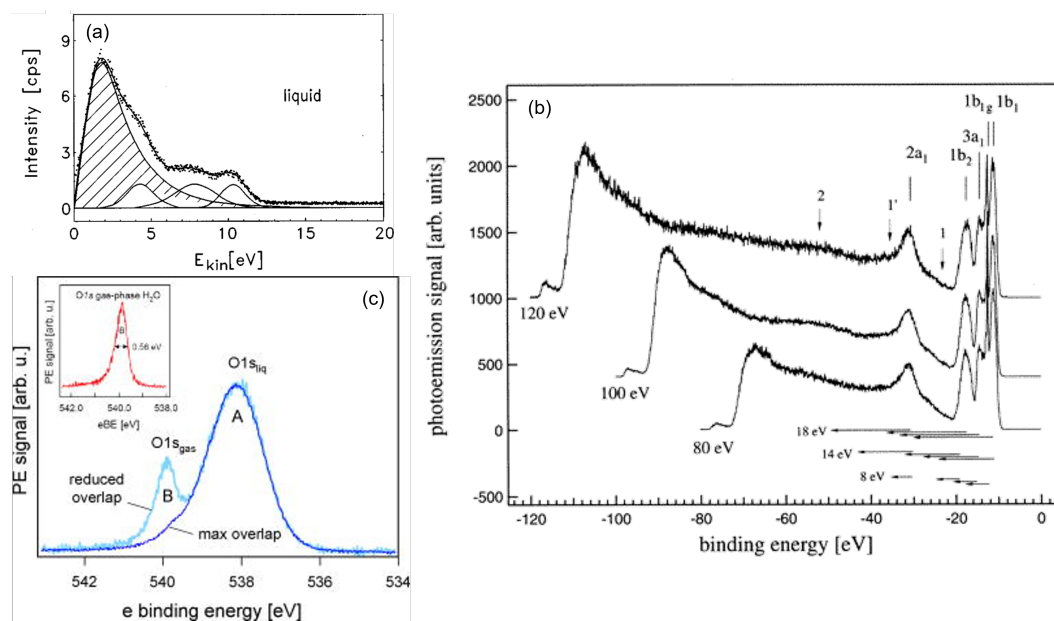 (a)
Intensity [cps]
9
6
3
0
liquid
0 5 10 15 20
E_kin[eV]
(b)
photoemission signal [arb. units]
2500
2000
1500
1000
500
0
-500
1b1g 1b1
3a1
2a1 1b2
2 1' 1
120 eV
100 eV
80 eV
18 eV
14 eV
8 eV
-120 -100 -80 -60 -40 -20 0
binding energy [eV]
(c)
PE signal [arb. u.]
O1s gas-phase H2O
PE signal [arb. u.]
B
0.56 eV
542.0 540.0 538.0
eBE [eV]
O1s liq
A
O1s gas
B
reduced
overlap
max overlap
542 540 538 536 534
e binding energy [eV]